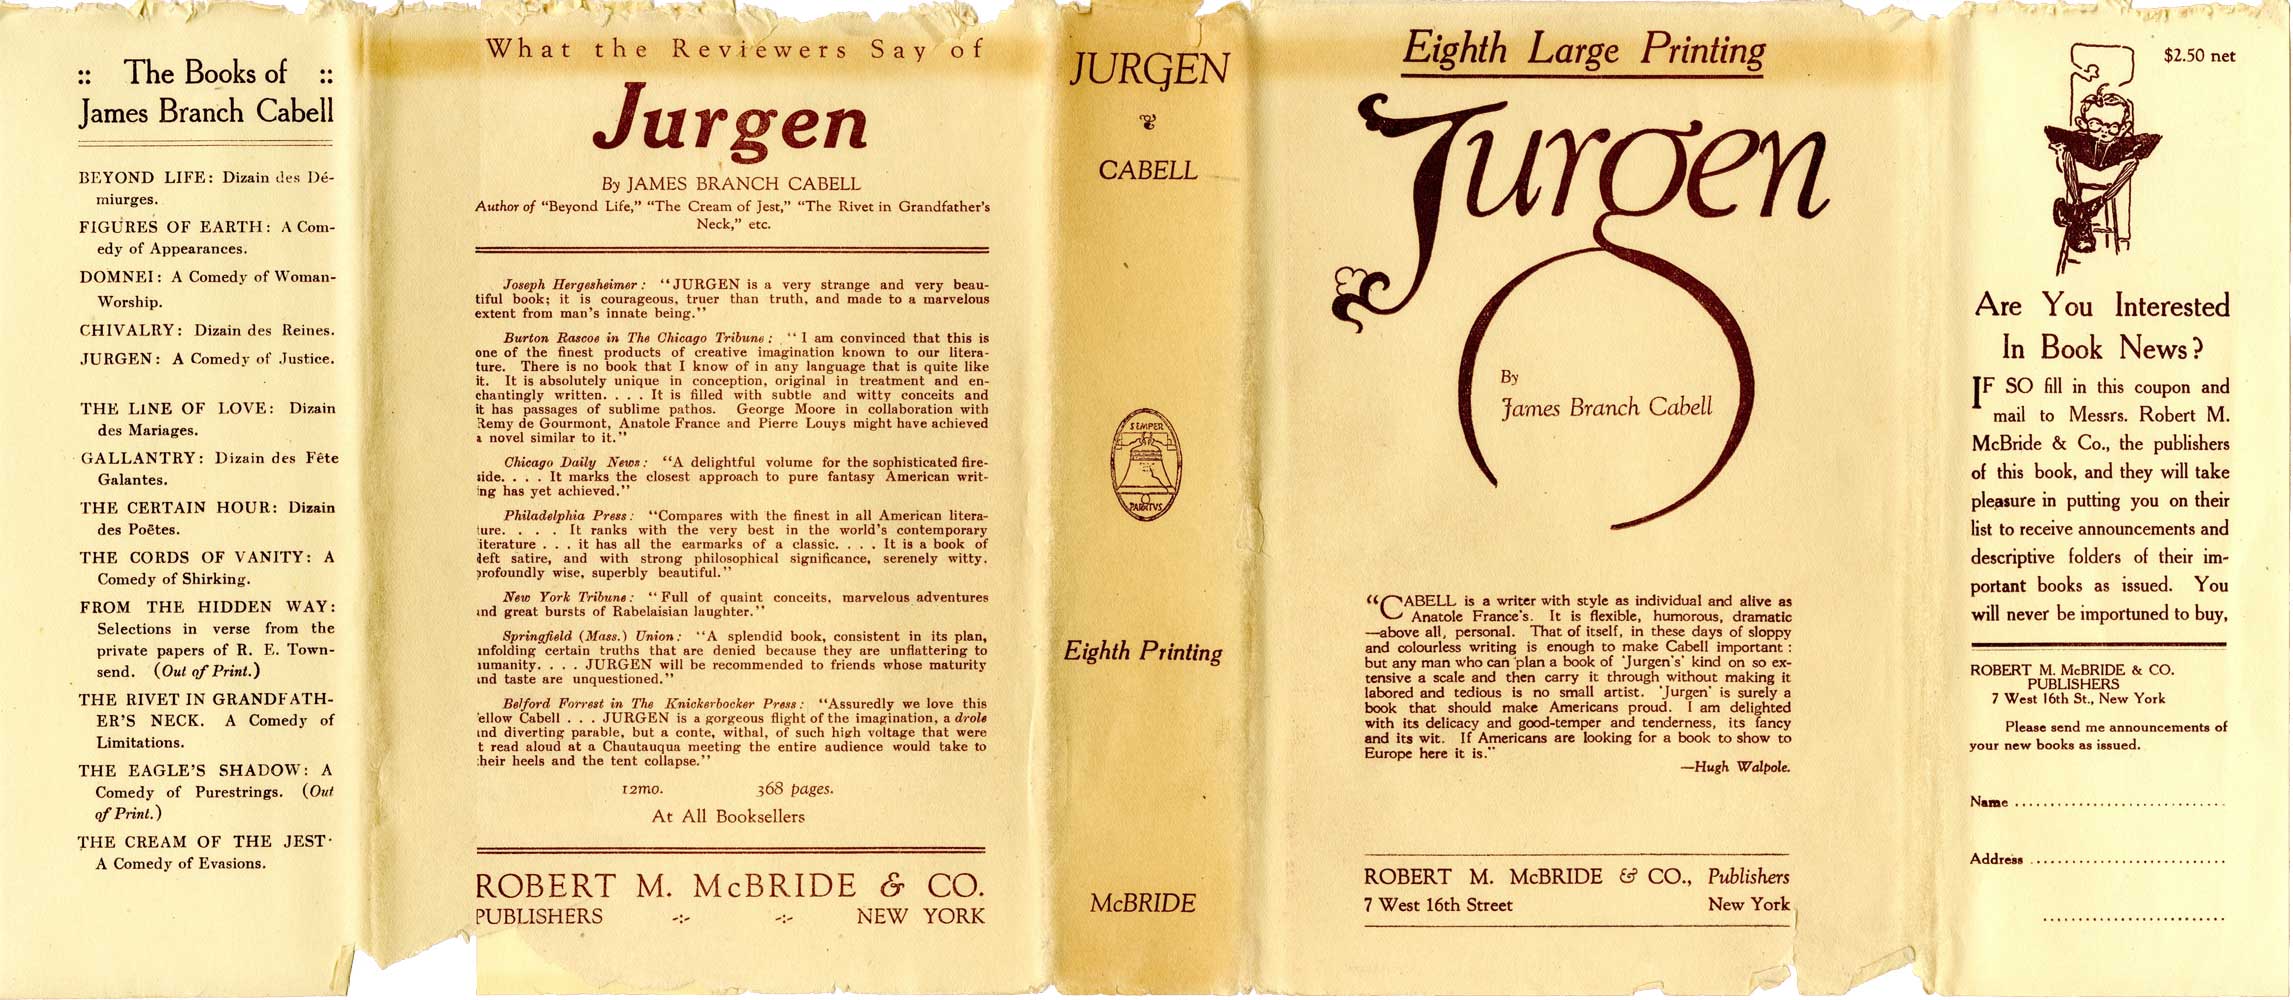 :: The Books of ::
James Branch Cabell
BEYOND LIFE: Dizain des Dé-
miurges.
FIGURES OF EARTH: A Com-
edy of Appearances.
DOMNEI: A Comedy of Woman-
Worship.
CHIVALRY: Dizain des Reines.
JURGEN: A Comedy of Justice.
THE LINE OF LOVE: Dizain
des Mariages.
GALLANTRY: Dizain des Fête
Galantes.
THE CERTAIN HOUR: Dizain
des Poëtes.
THE CORDS OF VANITY: A
Comedy of Shirking.
FROM THE HIDDEN WAY:
Selections in verse from the
private papers of R. E. Town-
send. (Out of Print.)
THE RIVET IN GRANDFATH-
ER'S NECK. A Comedy of
Limitations.
THE EAGLE'S SHADOW: A
Comedy of Purestrings. (Out
of Print.)
THE CREAM OF THE JEST·
A Comedy of Evasions.
What the Reviewers Say of
Jurgen
By JAMES BRANCH CABELL
Author of "Beyond Life," "The Cream of Jest," "The Rivet in Grandfather's
Neck," etc.
Joseph Hergesheimer: "JURGEN is a very strange and very beau-
tiful book; it is courageous, truer than truth, and made to a marvelous
extent from man's innate being."
Burton Rascoe in The Chicago Tribune: "I am convinced that this is
one of the finest products of creative imagination known to our litera-
ture. There is no book that I know of in any language that is quite like
it. It is absolutely unique in conception, original in treatment and en-
chantingly written. . . . It is filled with subtle and witty conceits and
it has passages of sublime pathos. George Moore in collaboration with
Remy de Gourmont, Anatole France and Pierre Louys might have achieved
a novel similar to it."
Chicago Daily News: "A delightful volume for the sophisticated fire-
side. . . . It marks the closest approach to pure fantasy American writ-
ing has yet achieved."
Philadelphia Press: "Compares with the finest in all American litera-
ture. . . . It ranks with the very best in the world's contemporary
literature . . . it has all the earmarks of a classic. . . . It is a book of
deft satire, and with strong philosophical significance, serenely witty,
profoundly wise, superbly beautiful."
New York Tribune: "Full of quaint conceits, marvelous adventures
and great bursts of Rabelaisian laughter."
Springfield (Mass.) Union: "A splendid book, consistent in its plan,
unfolding certain truths that are denied because they are unflattering to
humanity. . . . JURGEN will be recommended to friends whose maturity
and taste are unquestioned."
Belford Forrest in The Knickerbocker Press: "Assuredly we love this
fellow Cabell . . . JURGEN is a gorgeous flight of the imagination, a drole
and diverting parable, but a conte, withal, of such high voltage that were
t read aloud at a Chautauqua meeting the entire audience would take to
their heels and the tent collapse."
12mo. 368 pages.
At All Booksellers
ROBERT M. McBRIDE & CO.
PUBLISHERS -:- -:- NEW YORK
JURGEN
CABELL
SEMPER
PARATVS
Eighth Printing
McBRIDE
Eighth Large Printing
Jurgen
By
James Branch Cabell
"CABELL is a writer with style as individual and alive as
Anatole France's. It is flexible, humorous, dramatic
—above all, personal. That of itself, in these days of sloppy
and colourless writing is enough to make Cabell important :
but any man who can plan a book of 'Jurgen's' kind on so ex-
tensive a scale and then carry it through without making it
labored and tedious is no small artist. 'Jurgen' is surely a
book that should make Americans proud. I am delighted
with its delicacy and good-temper and tenderness, its fancy
and its wit. If Americans are looking for a book to show to
Europe here it is."
—Hugh Walpole.
ROBERT M. McBRIDE & CO., Publishers
7 West 16th Street New York
$2.50 net
Are You Interested
In Book News?
IF SO fill in this coupon and
mail to Messrs. Robert M.
McBride & Co., the publishers
of this book, and they will take
pleasure in putting you on their
list to receive announcements and
descriptive folders of their im-
portant books as issued. You
will never be importuned to buy,
ROBERT M. McBRIDE & CO.
PUBLISHERS
7 West 16th St., New York
Please send me announcements of
your new books as issued.
Name ..............................
Address ..............................
..............................